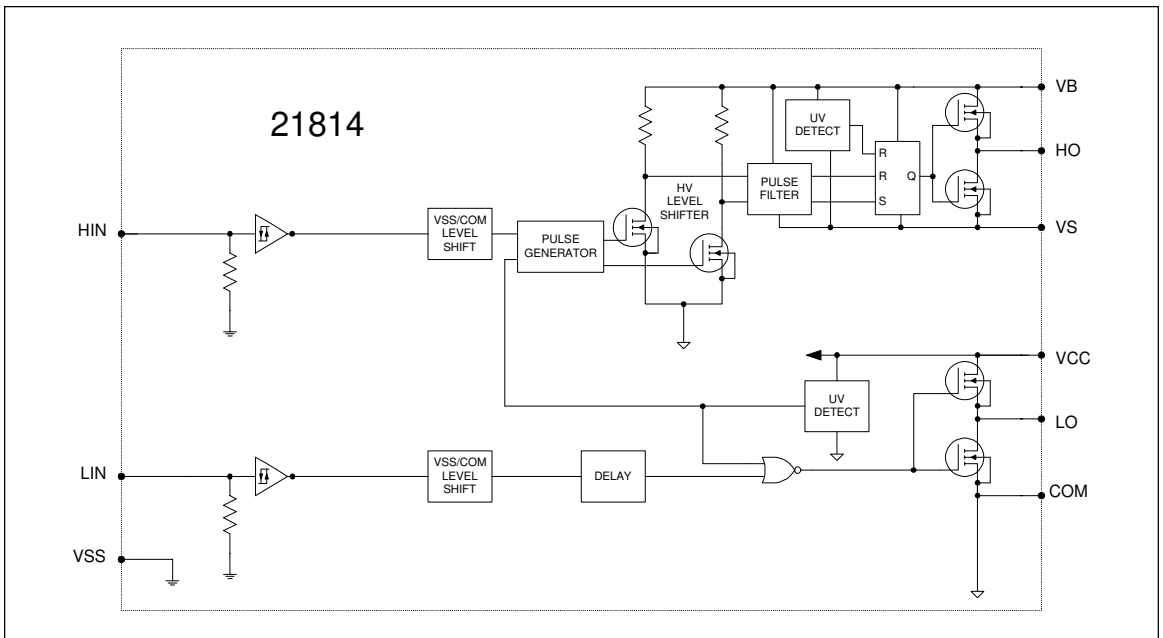 21814
VB
UV
DETECT
HO
R
R
Q
S
PULSE
FILTER
HV
LEVEL
SHIFTER
VS
HIN
VSS/COM
LEVEL
SHIFT
PULSE
GENERATOR
VCC
UV
DETECT
LO
LIN
VSS/COM
LEVEL
SHIFT
DELAY
COM
VSS